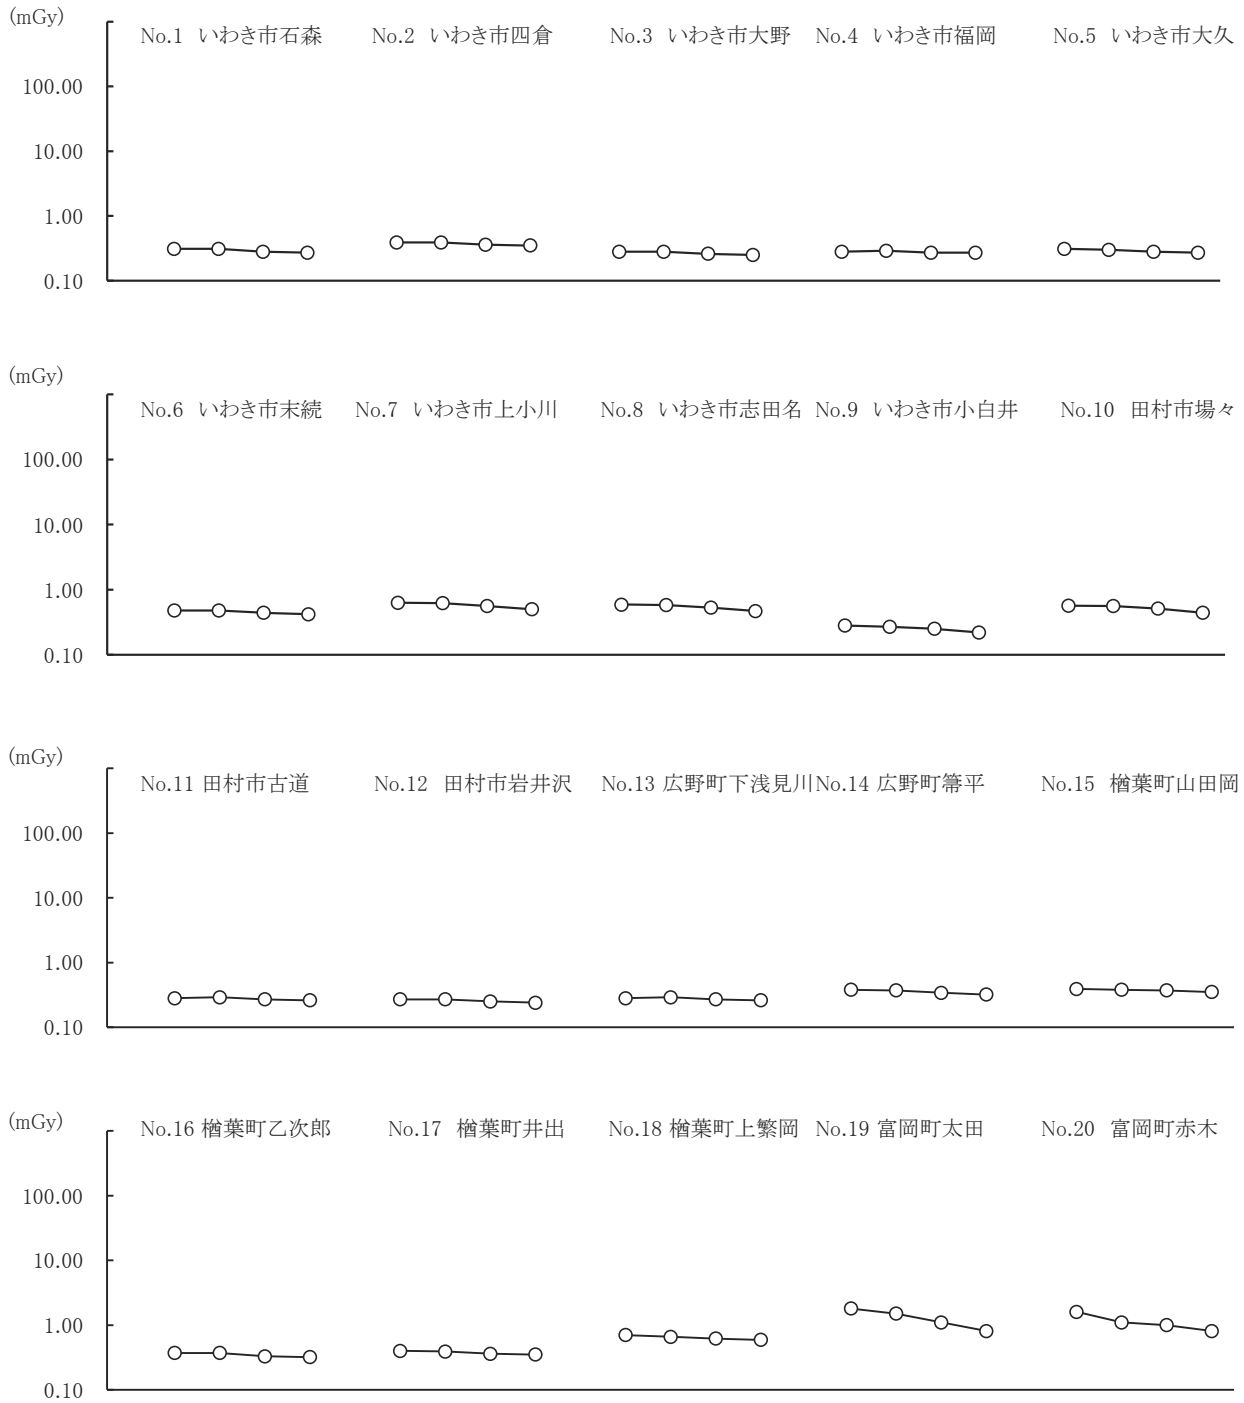 (mGy)
No.1 いわき市石森 No.2 いわき市四倉 No.3 いわき市大野 No.4 いわき市福岡 No.5 いわき市大久
100.00
10.00
1.00
0.10
(mGy)
No.6 いわき市末続 No.7 いわき市上小川 No.8 いわき市志田名 No.9 いわき市小白井 No.10 田村市場々
100.00
10.00
1.00
0.10
(mGy)
No.11 田村市古道 No.12 田村市岩井沢 No.13 広野町下浅見川 No.14 広野町箒平 No.15 楢葉町山田岡
100.00
10.00
1.00
0.10
(mGy)
No.16 楢葉町乙次郎 No.17 楢葉町井出 No.18 楢葉町上繁岡 No.19 富岡町太田 No.20 富岡町赤木
100.00
10.00
1.00
0.10